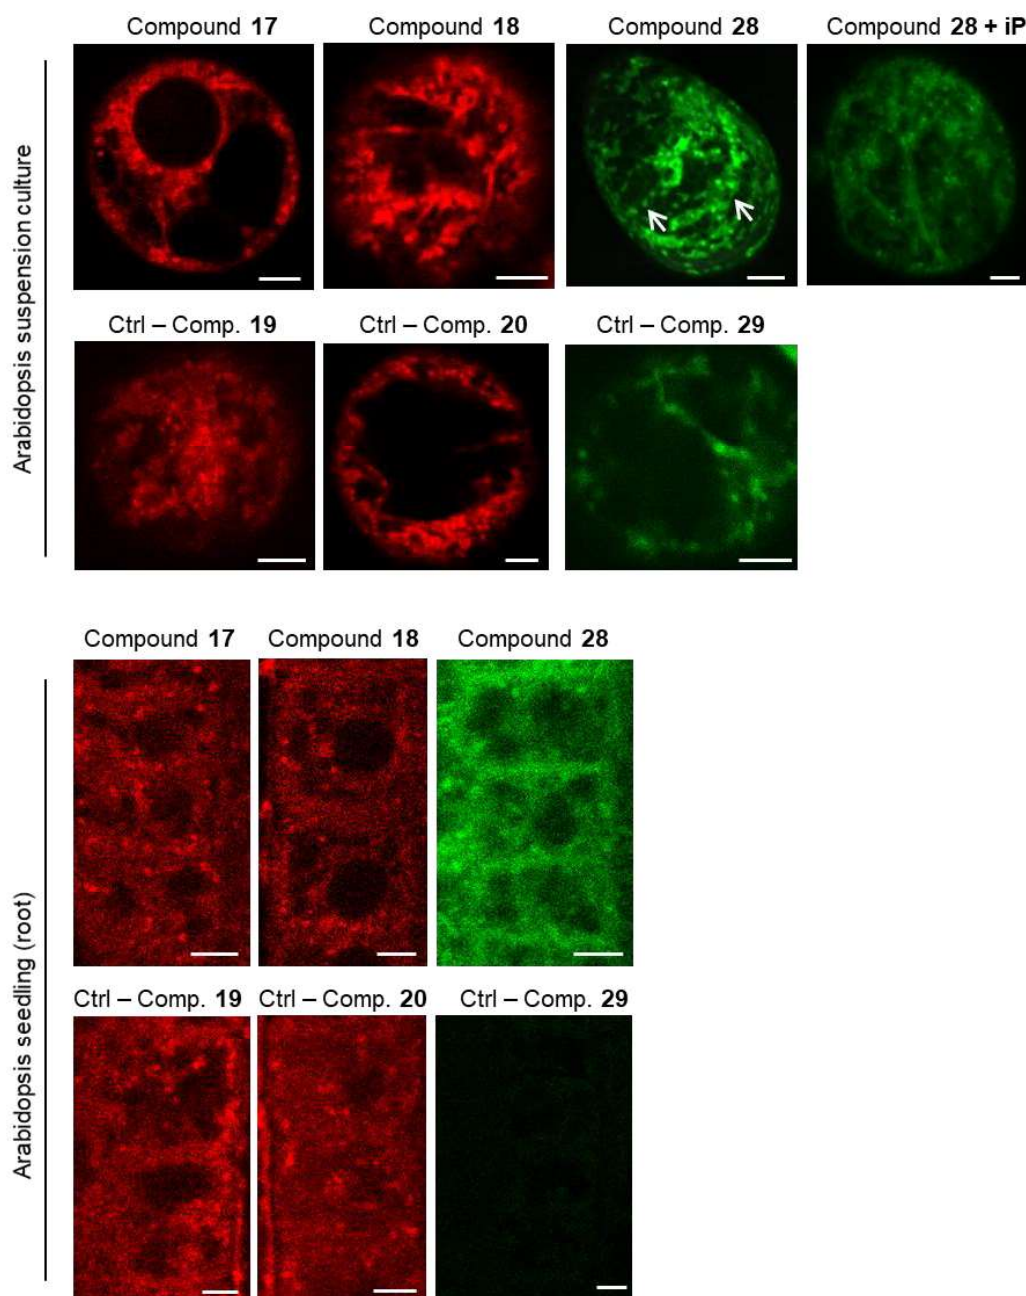 Compound 17
Compound 18
Compound 28
Compound 28 + iP
Arabidopsis suspension culture
Ctrl – Comp. 19
Ctrl – Comp. 20
Ctrl – Comp. 29
Compound 17
Compound 18
Compound 28
Arabidopsis seedling (root)
Ctrl – Comp. 19
Ctrl – Comp. 20
Ctrl – Comp. 29